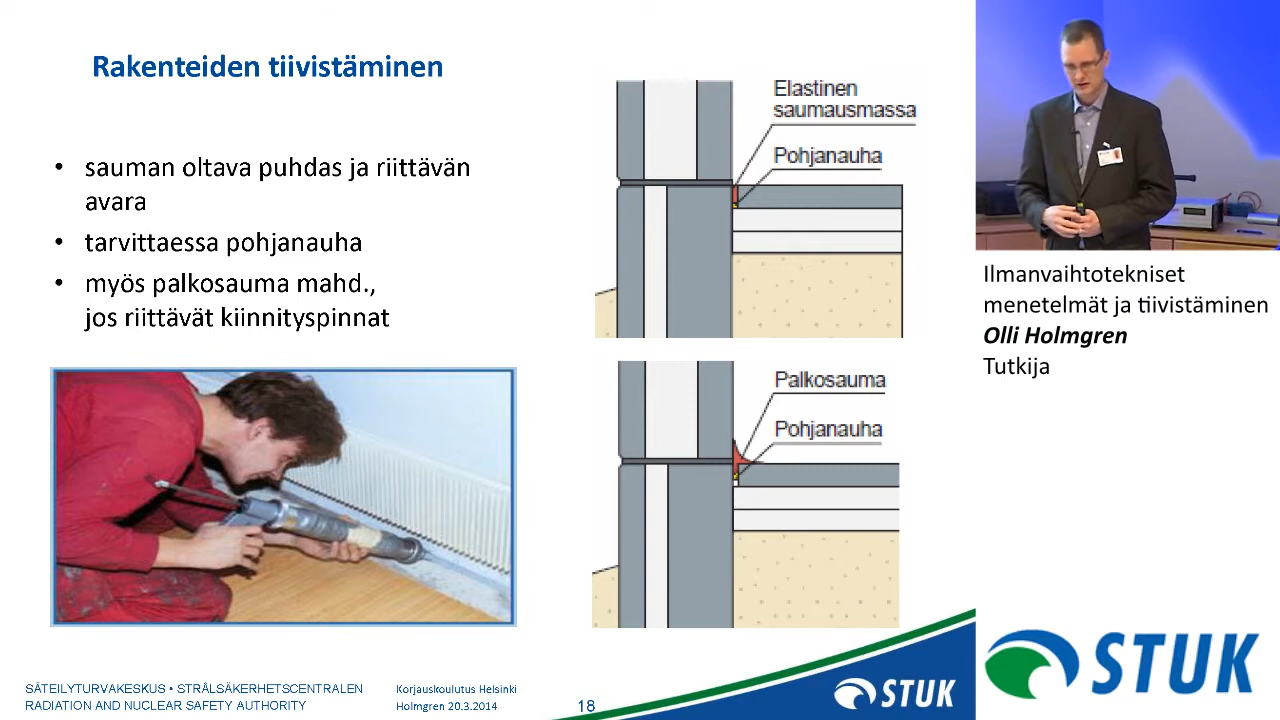 Rakenteiden tiivistäminen
• sauman oltava puhdas ja riittävän
avara
• tarvittaessa pohjanauha
• myös palkosauma mahd.,
jos riittävät kiinnityspinnat
Elastinen
saumausmassa
Pohjanauha
Palkosauma
Pohjanauha
Ilmanvaihtotekniset
menetelmät ja tiivistäminen
Olli Holmgren
Tutkija
SÄTEILYTURVAKESKUS • STRÅLSÄKERHETSCENTRALEN
RADIATION AND NUCLEAR SAFETY AUTHORITY
Korjauskoulutus Helsinki
Holmgren 20.3.2014
18
STUK
STUK